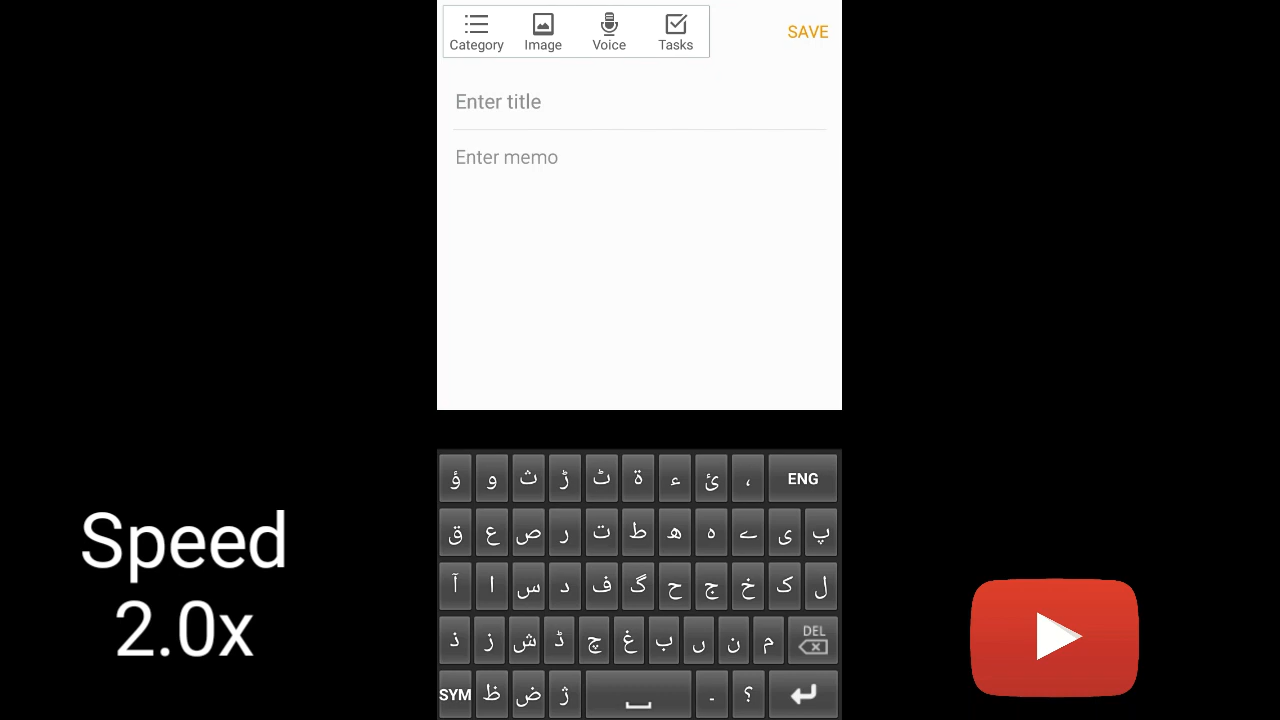 Category Image Voice Tasks
SAVE
Enter title
Enter memo
ؤ و ث ڑ ٹ ۃ ء ئ ، ENG
ق ع ص ر ت ط ھ ہ ے ی پ
آ ا س د ف گ ح ج خ ک ل
ذ ز ش ڈ چ غ ب ں ن م DEL
SYM ظ ض ژ ۔ ؟
Speed
2.0x